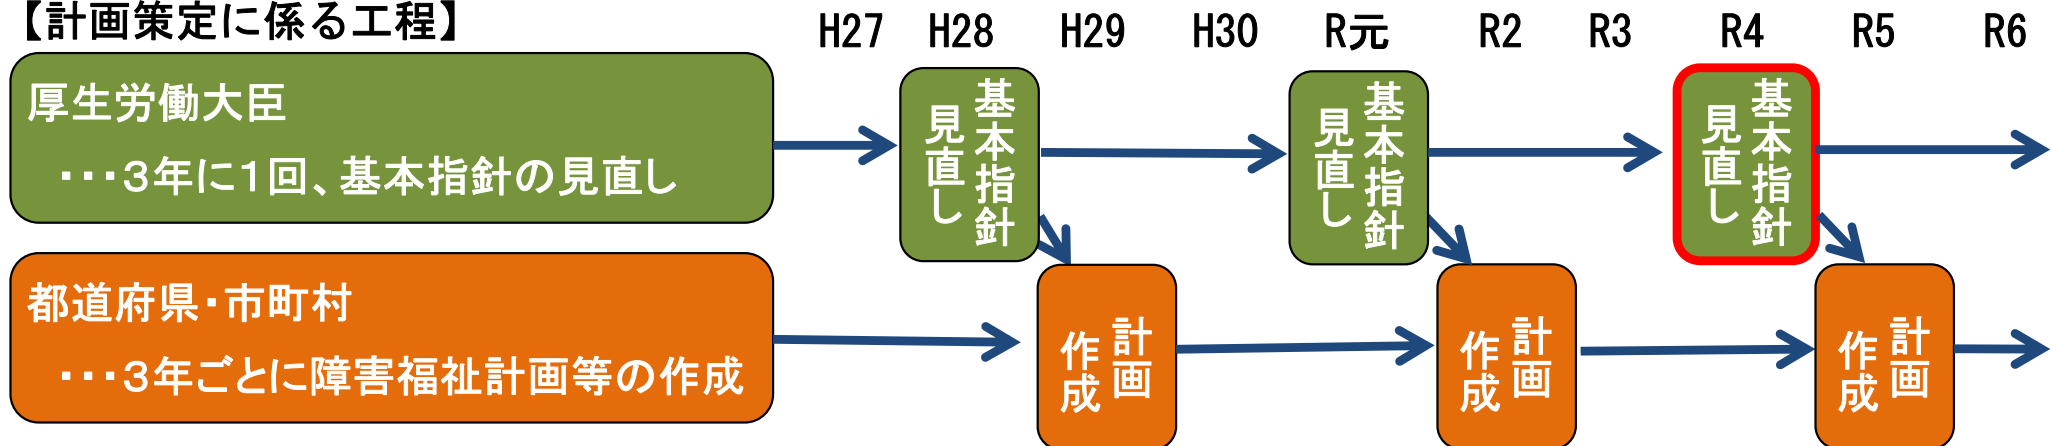 【計画策定に係る工程】
H27 H28 H29 H30 R元 R2 R3 R4 R5 R6
厚生労働大臣
・・・３年に１回、基本指針の見直し
基本指針
見直し
基本指針
見直し
基本指針
見直し
都道府県・市町村
・・・３年ごとに障害福祉計画等の作成
計画
作成
計画
作成
計画
作成